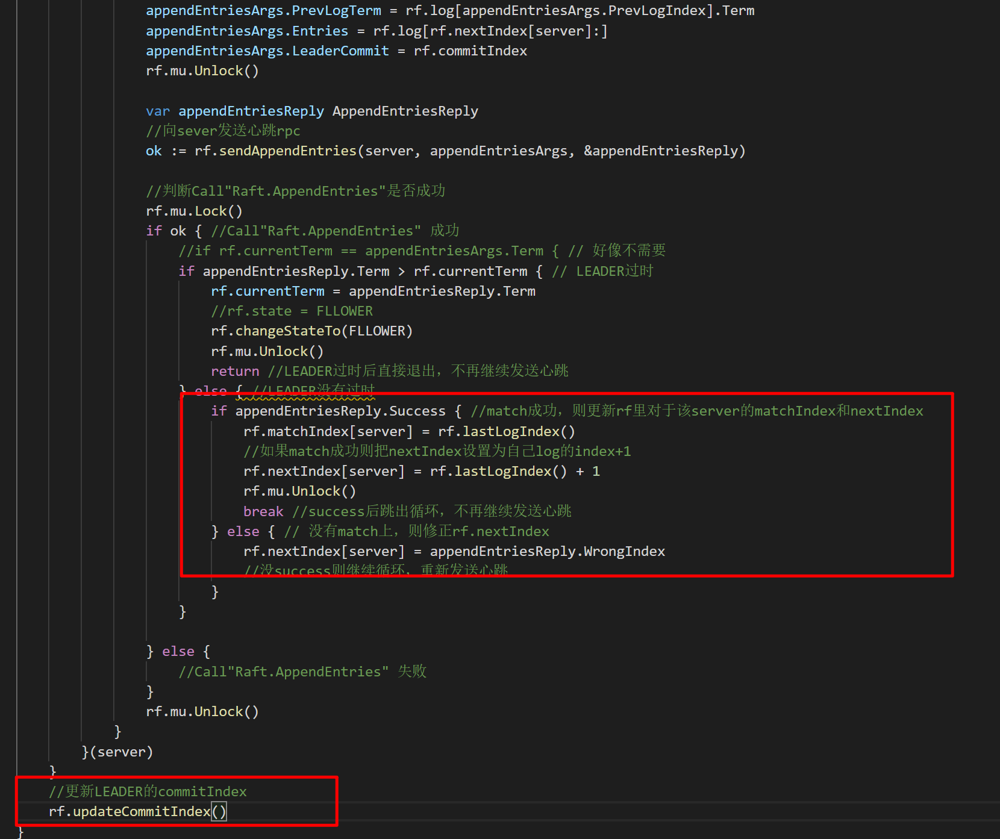 appendEntriesArgs.PrevLogTerm = rf.log[appendEntriesArgs.PrevLogIndex].Term
appendEntriesArgs.Entries = rf.log[rf.nextIndex[server]:]
appendEntriesArgs.LeaderCommit = rf.commitIndex
rf.mu.Unlock()
var appendEntriesReply AppendEntriesReply
//向sever发送心跳rpc
ok := rf.sendAppendEntries(server, appendEntriesArgs, &appendEntriesReply)
//判断Call"Raft.AppendEntries"是否成功
rf.mu.Lock()
if ok { //Call"Raft.AppendEntries" 成功
//if rf.currentTerm == appendEntriesArgs.Term { // 好像不需要
if appendEntriesReply.Term > rf.currentTerm { // LEADER过时
rf.currentTerm = appendEntriesReply.Term
//rf.state = FLLOWER
rf.changeStateTo(FLLOWER)
rf.mu.Unlock()
return //LEADER过时后直接退出，不再继续发送心跳
} else { //LEADER没有过时
if appendEntriesReply.Success { //match成功，则更新rf里对于该server的matchIndex和nextIndex
rf.matchIndex[server] = rf.lastLogIndex()
//如果match成功则把nextIndex设置为自己log的index+1
rf.nextIndex[server] = rf.lastLogIndex() + 1
rf.mu.Unlock()
break //success后跳出循环，不再继续发送心跳
} else { // 没有match上，则修正rf.nextIndex
rf.nextIndex[server] = appendEntriesReply.WrongIndex
//没success则继续循环，重新发送心跳
}
}
} else {
//Call"Raft.AppendEntries" 失败
}
rf.mu.Unlock()
}
}(server)
}
//更新LEADER的commitIndex
rf.updateCommitIndex()
}